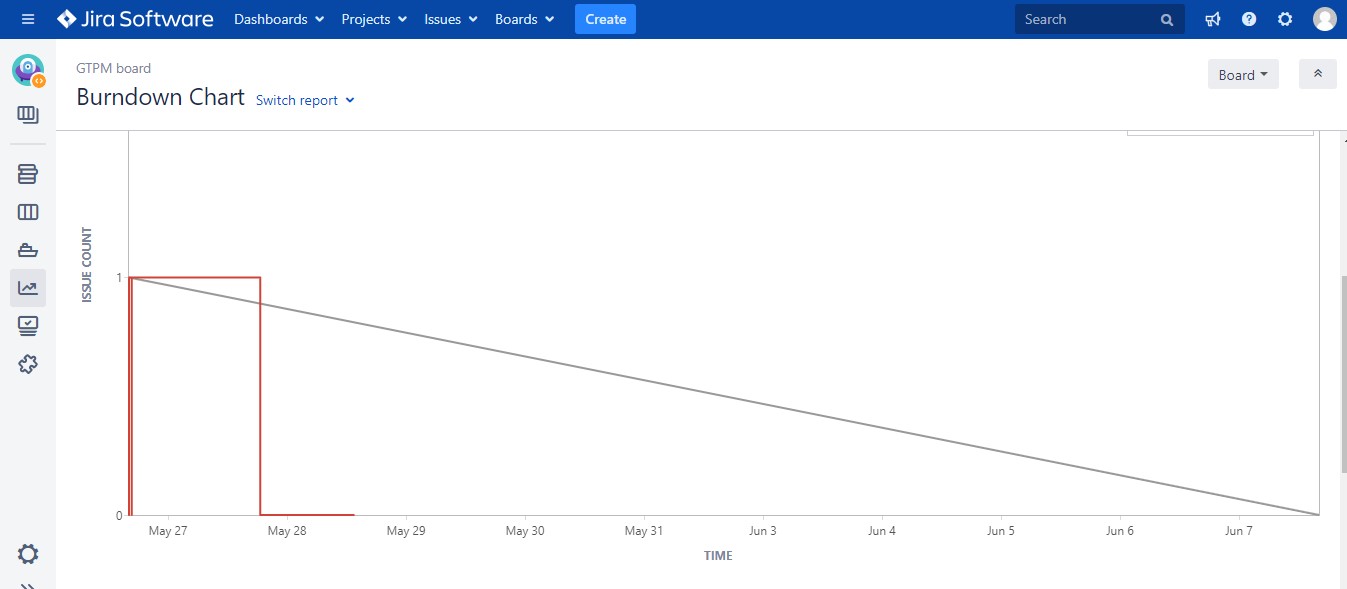 Jira Software Dashboards Projects Issues Boards Create Search
GTPM board
Burndown Chart Switch report Board
ISSUE COUNT
1
0
May 27 May 28 May 29 May 30 May 31 Jun 3 Jun 4 Jun 5 Jun 6 Jun 7
TIME